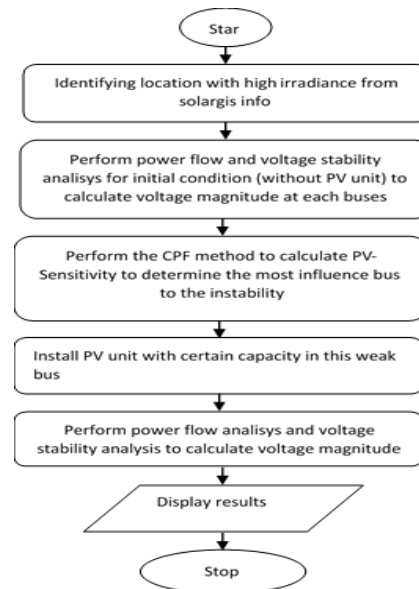 Star
Identifying location with high irradiance from
solargis info
Perform power flow and voltage stability
analisys for initial condition (without PV unit) to
calculate voltage magnitude at each buses
Perform the CPF method to calculate PV-
Sensitivity to determine the most influence bus
to the instability
Install PV unit with certain capacity in this weak
bus
Perform power flow analisys and voltage
stability analysis to calculate voltage magnitude
Display results
Stop